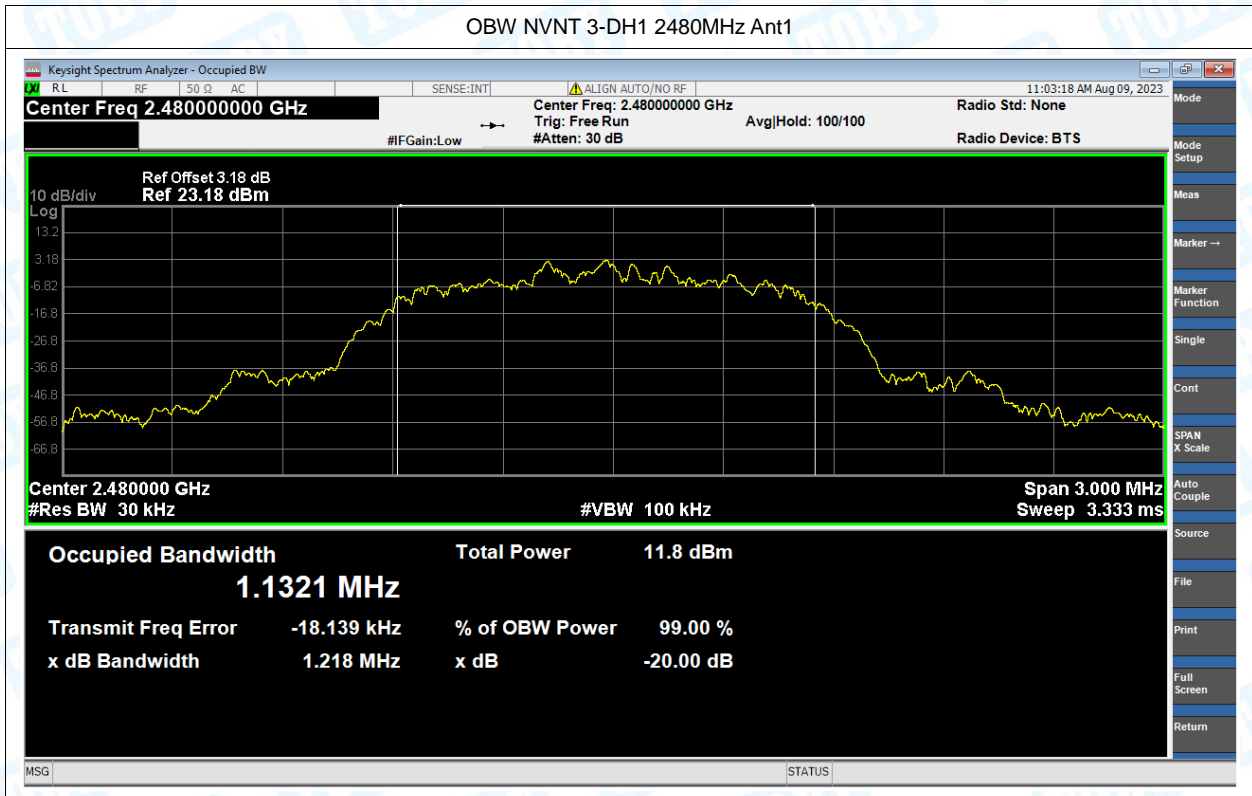 OBW NVNT 3-DH1 2480MHz Ant1
Keysight Spectrum Analyzer - Occupied BW
LXI RL RF 50 Ω AC SENSE:INT ALIGN AUTO/NO RF 11:03:18 AM Aug 09, 2023
Center Freq 2.480000000 GHz
Center Freq: 2.480000000 GHz
Radio Std: None
Trig: Free Run
Avg|Hold: 100/100
#IFGain:Low
#Atten: 30 dB
Radio Device: BTS
Ref Offset 3.18 dB
10 dB/div
Ref 23.18 dBm
Log
13.2
3.18
-6.82
-16.8
-26.8
-36.8
-46.8
-56.8
-66.8
Center 2.480000 GHz
Span 3.000 MHz
#Res BW 30 kHz
#VBW 100 kHz
Sweep 3.333 ms
Occupied Bandwidth
Total Power 11.8 dBm
1.1321 MHz
Transmit Freq Error -18.139 kHz
% of OBW Power 99.00 %
x dB Bandwidth 1.218 MHz
x dB -20.00 dB
Mode
Mode
Setup
Meas
Marker →
Marker
Function
Single
Cont
SPAN
X Scale
Auto
Couple
Source
File
Print
Full
Screen
Return
MSG
STATUS
TOBY